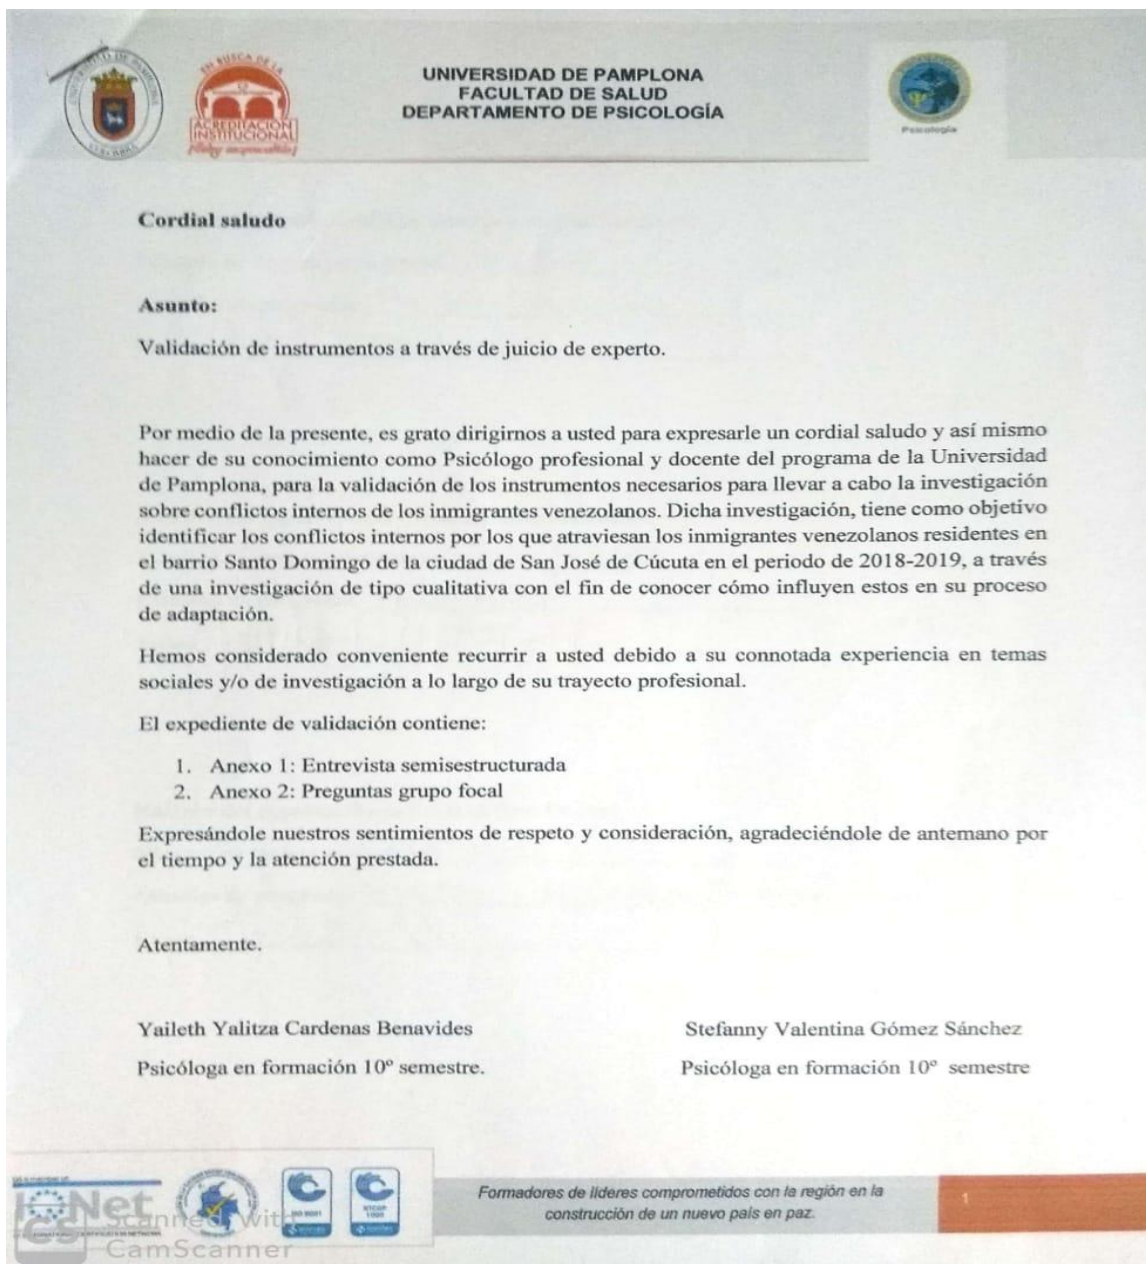 EN BUSCA DE LA
ACREDITACIÓN
INSTITUCIONAL
UNIVERSIDAD DE PAMPLONA
FACULTAD DE SALUD
DEPARTAMENTO DE PSICOLOGÍA
Psicología
Cordial saludo
Asunto:
Validación de instrumentos a través de juicio de experto.
Por medio de la presente, es grato dirigirnos a usted para expresarle un cordial saludo y así mismo
hacer de su conocimiento como Psicólogo profesional y docente del programa de la Universidad
de Pamplona, para la validación de los instrumentos necesarios para llevar a cabo la investigación
sobre conflictos internos de los inmigrantes venezolanos. Dicha investigación, tiene como objetivo
identificar los conflictos internos por los que atraviesan los inmigrantes venezolanos residentes en
el barrio Santo Domingo de la ciudad de San José de Cúcuta en el periodo de 2018-2019, a través
de una investigación de tipo cualitativa con el fin de conocer cómo influyen estos en su proceso
de adaptación.
Hemos considerado conveniente recurrir a usted debido a su connotada experiencia en temas
sociales y/o de investigación a lo largo de su trayecto profesional.
El expediente de validación contiene:
1. Anexo 1: Entrevista semisestructurada
2. Anexo 2: Preguntas grupo focal
Expresándole nuestros sentimientos de respeto y consideración, agradeciéndole de antemano por
el tiempo y la atención prestada.
Atentamente.
Yaileth Yalitza Cardenas Benavides
Stefanny Valentina Gómez Sánchez
Psicóloga en formación 10º semestre.
Psicóloga en formación 10º semestre
Formadores de líderes comprometidos con la región en la
construcción de un nuevo país en paz.
1
CS
Scanned with
CamScanner